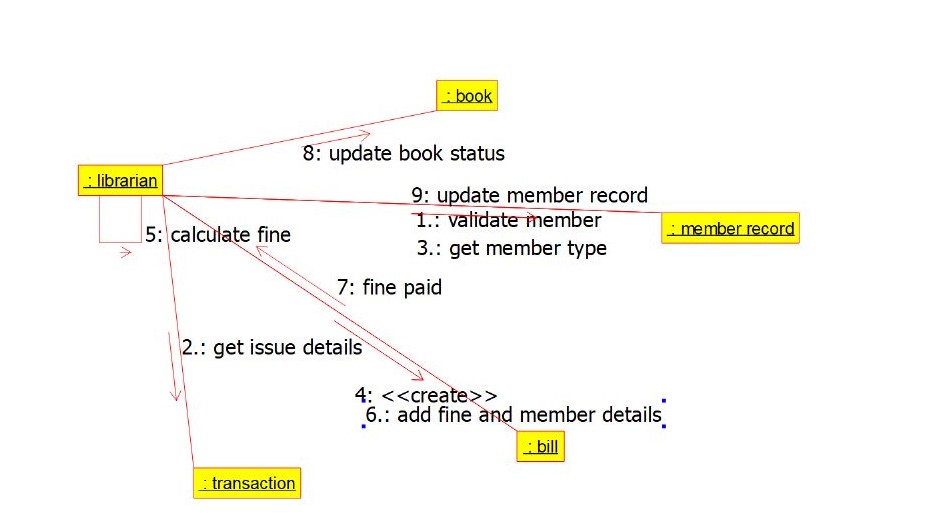 : book
8: update book status
: librarian
9: update member record
1.: validate member
: member record
5: calculate fine
3.: get member type
7: fine paid
2.: get issue details
4: <<create>>
6.: add fine and member details
: bill
: transaction